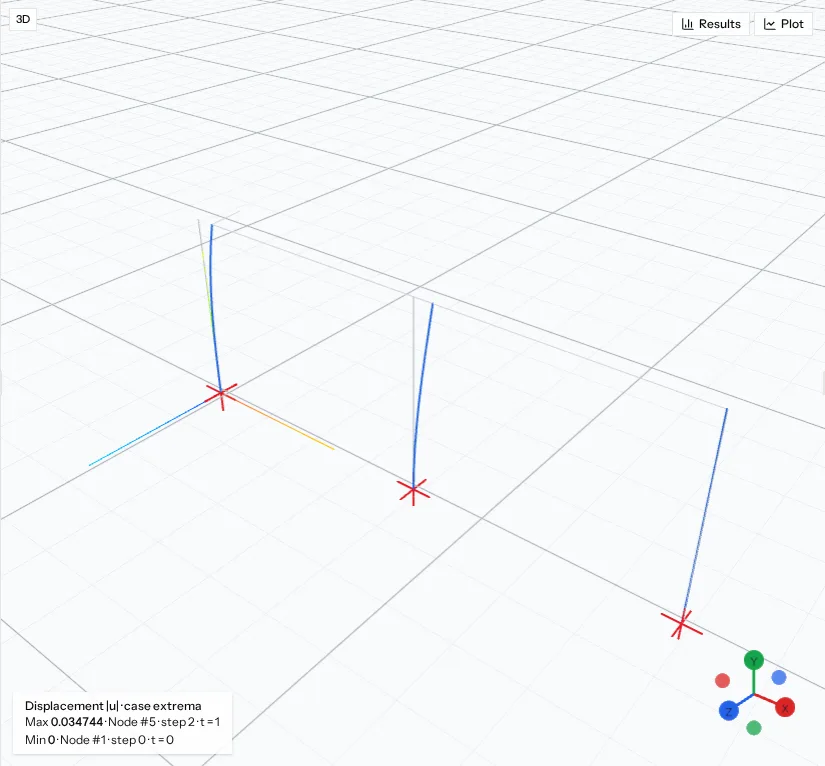 3D
Results
Plot
Y
Z
X
Displacement |u| · case extrema
Max 0.034744 · Node #5 · step 2 · t = 1
Min 0 · Node #1 · step 0 · t = 0